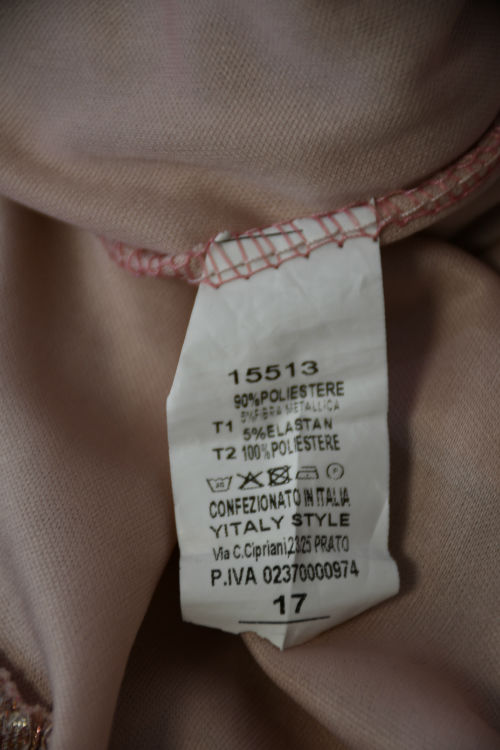 15513
90%POLIESTERE
5%FIBRA METALLICA
T1 5%ELASTAN
T2 100%POLIESTERE
CONFEZIONATO IN ITALIA
YITALY STYLE
Via C.Cipriani,2325 PRATO
P.IVA 02370000974
17